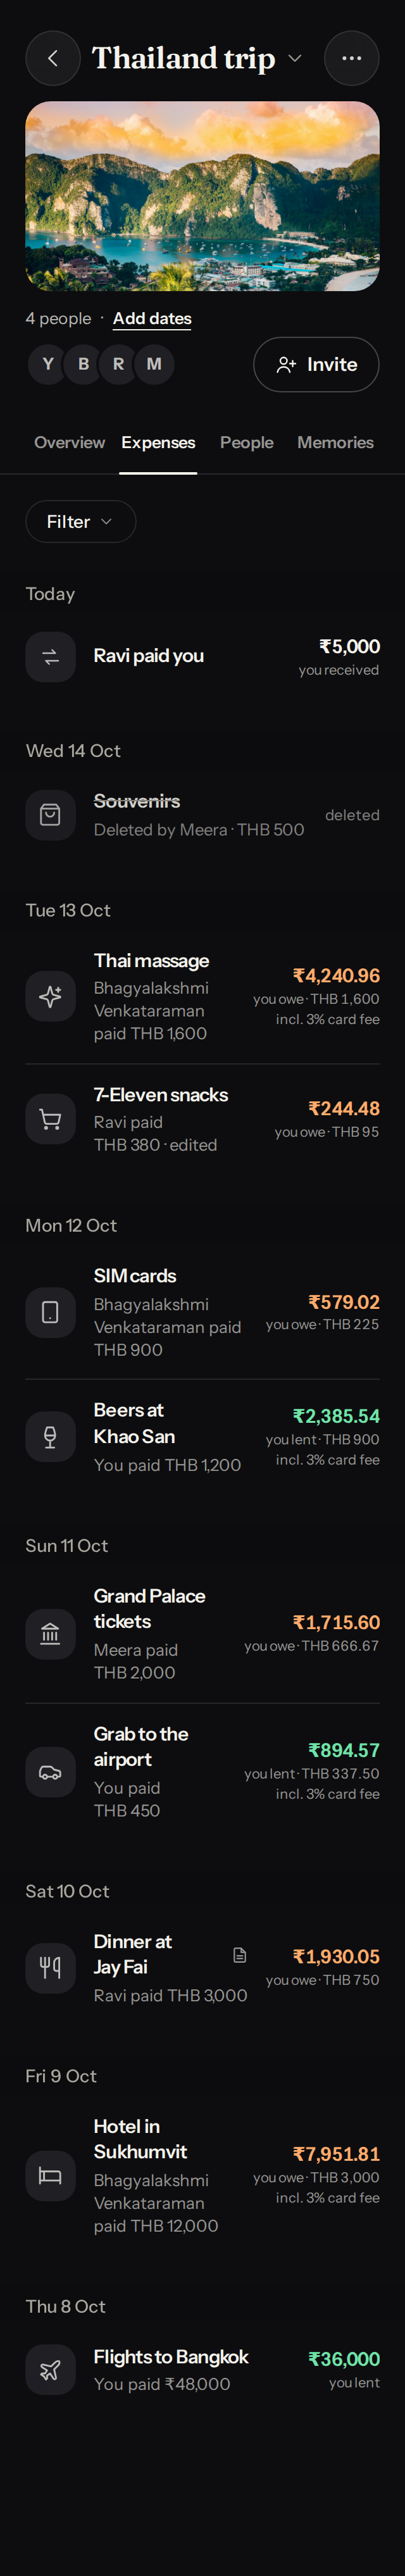 Thailand trip
4 people · Add dates
Y B R M
Invite
Overview Expenses People Memories
Filter
Today
Ravi paid you
₹5,000
you received
Wed 14 Oct
Souvenirs
Deleted by Meera · THB 500
deleted
Tue 13 Oct
Thai massage
Bhagyalakshmi
Venkataraman
paid THB 1,600
₹4,240.96
you owe · THB 1,600
incl. 3% card fee
7-Eleven snacks
Ravi paid
THB 380 · edited
₹244.48
you owe · THB 95
Mon 12 Oct
SIM cards
Bhagyalakshmi
Venkataraman paid
THB 900
₹579.02
you owe · THB 225
Beers at
Khao San
You paid THB 1,200
₹2,385.54
you lent · THB 900
incl. 3% card fee
Sun 11 Oct
Grand Palace
tickets
Meera paid
THB 2,000
₹1,715.60
you owe · THB 666.67
Grab to the
airport
You paid
THB 450
₹894.57
you lent · THB 337.50
incl. 3% card fee
Sat 10 Oct
Dinner at
Jay Fai
Ravi paid THB 3,000
₹1,930.05
you owe · THB 750
Fri 9 Oct
Hotel in
Sukhumvit
Bhagyalakshmi
Venkataraman
paid THB 12,000
₹7,951.81
you owe · THB 3,000
incl. 3% card fee
Thu 8 Oct
Flights to Bangkok
You paid ₹48,000
₹36,000
you lent